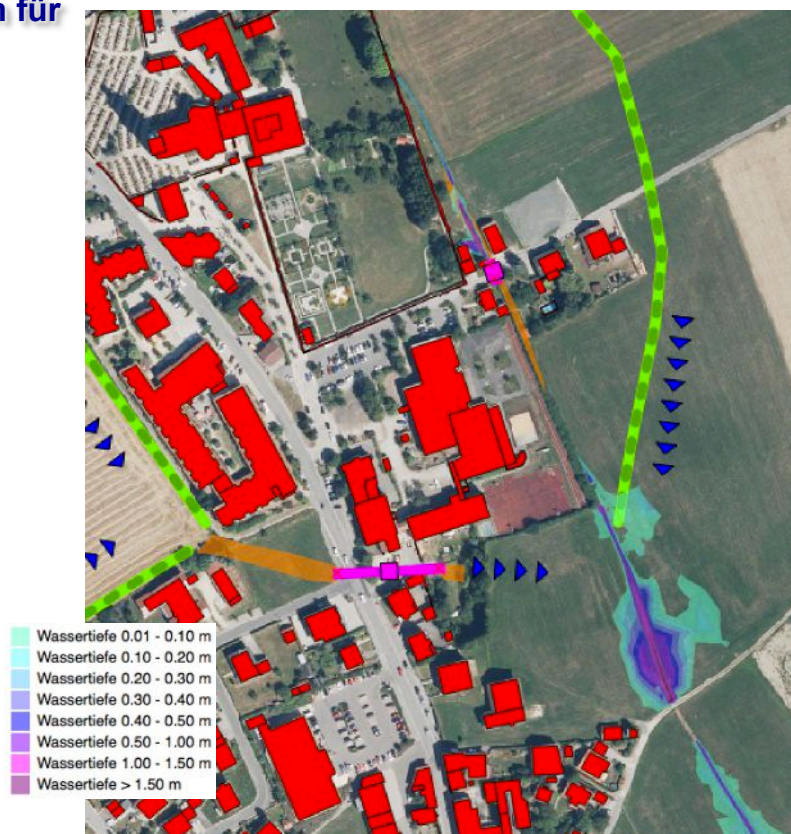 für
Wassertiefe 0.01 - 0.10 m
Wassertiefe 0.10 - 0.20 m
Wassertiefe 0.20 - 0.30 m
Wassertiefe 0.30 - 0.40 m
Wassertiefe 0.40 - 0.50 m
Wassertiefe 0.50 - 1.00 m
Wassertiefe 1.00 - 1.50 m
Wassertiefe > 1.50 m